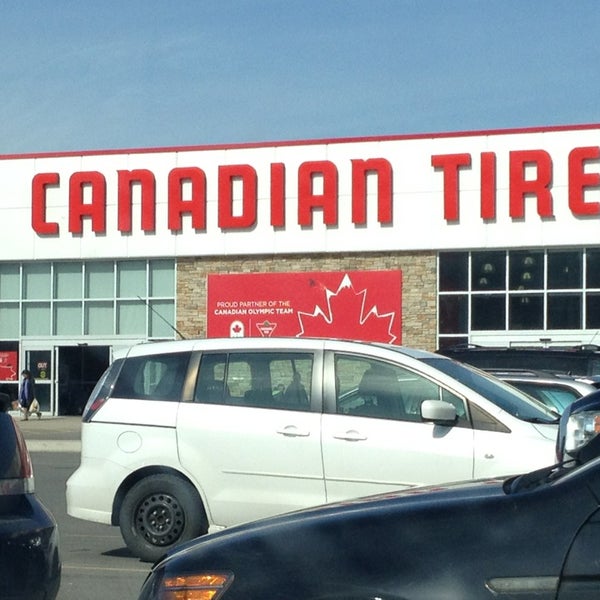 CANADIAN TIRE
PROUD PARTNER OF THE
CANADIAN OLYMPIC TEAM